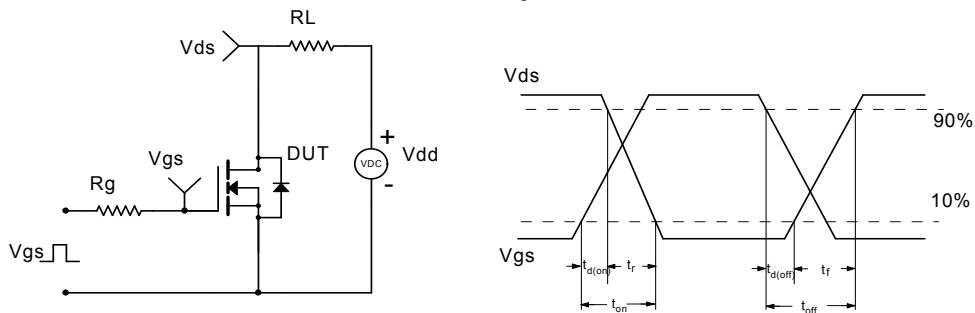 RL
Vds
Vgs
DUT
Rg
VDC
+
Vdd
-
Vgs
Vds
90%
10%
Vgs
td(on)
tr
ton
td(off)
tf
toff